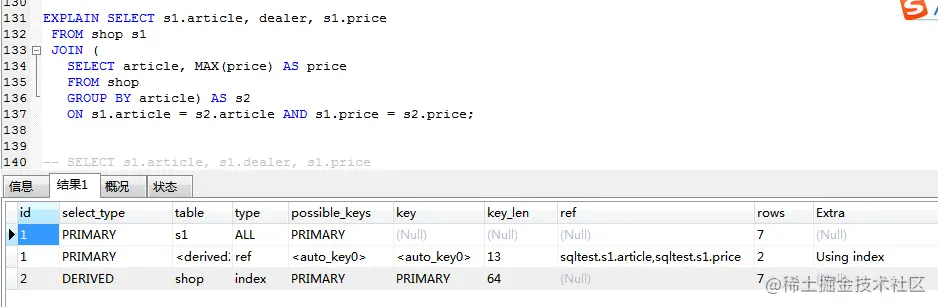 130
131 EXPLAIN SELECT s1.article, dealer, s1.price
132 FROM shop s1
133 JOIN (
134 SELECT article, MAX(price) AS price
135 FROM shop
136 GROUP BY article) AS s2
137 ON s1.article = s2.article AND s1.price = s2.price;
138
139
140 -- SELECT s1.article, s1.dealer, s1.price
信息 结果1 概况 状态
id select_type table type possible_keys key key_len ref rows Extra
1 PRIMARY s1 ALL PRIMARY (Null) (Null) (Null) 7 (Null)
1 PRIMARY <derived2 ref <auto_key0> <auto_key0> 13 sqltest.s1.article,sqltest.s1.price 2 Using index
2 DERIVED shop index PRIMARY PRIMARY 64 (Null) 7 (Null)
@稀土掘金技术社区